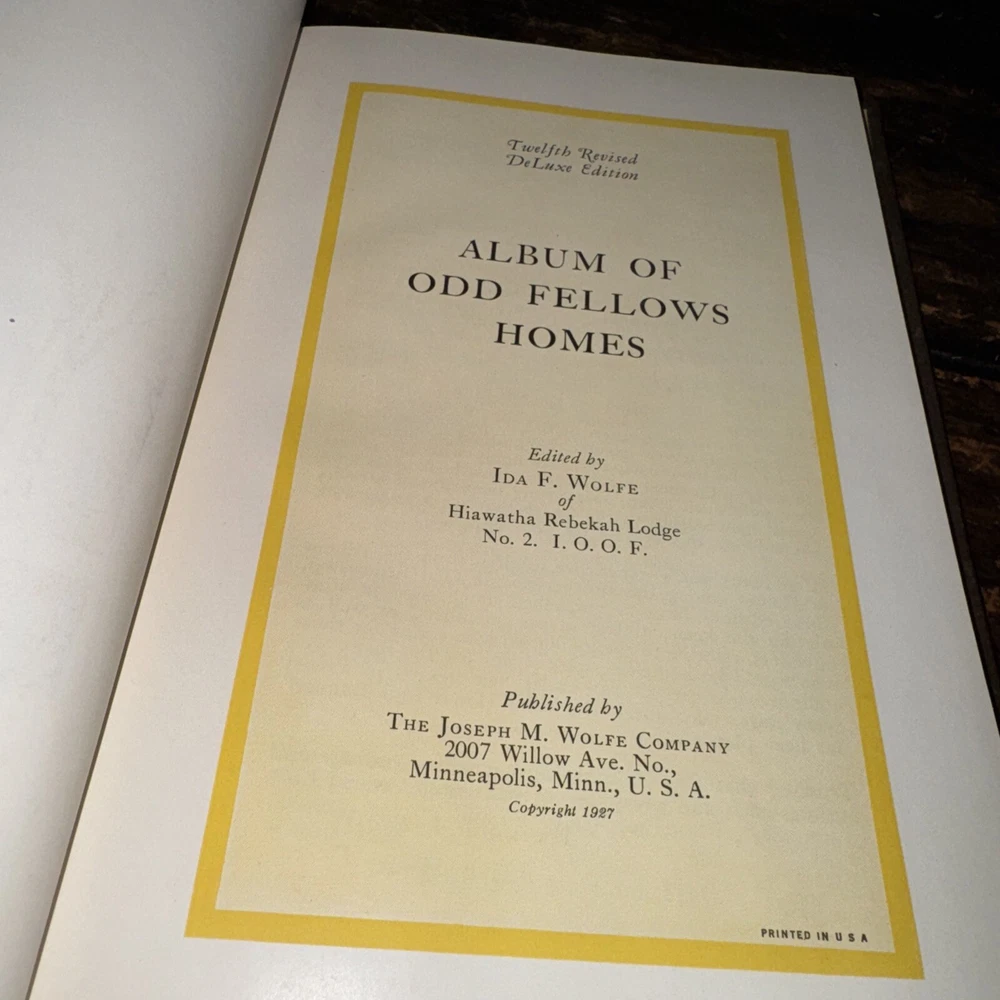 Twelfth Revised
DeLuxe Edition
ALBUM OF
ODD FELLOWS
HOMES
Edited by
IDA F. WOLFE
of
Hiawatha Rebekah Lodge
No. 2. I. O. O. F.
Published by
THE JOSEPH M. WOLFE COMPANY
2007 Willow Ave. No.,
Minneapolis, Minn., U. S. A.
Copyright 1927
PRINTED IN U S A